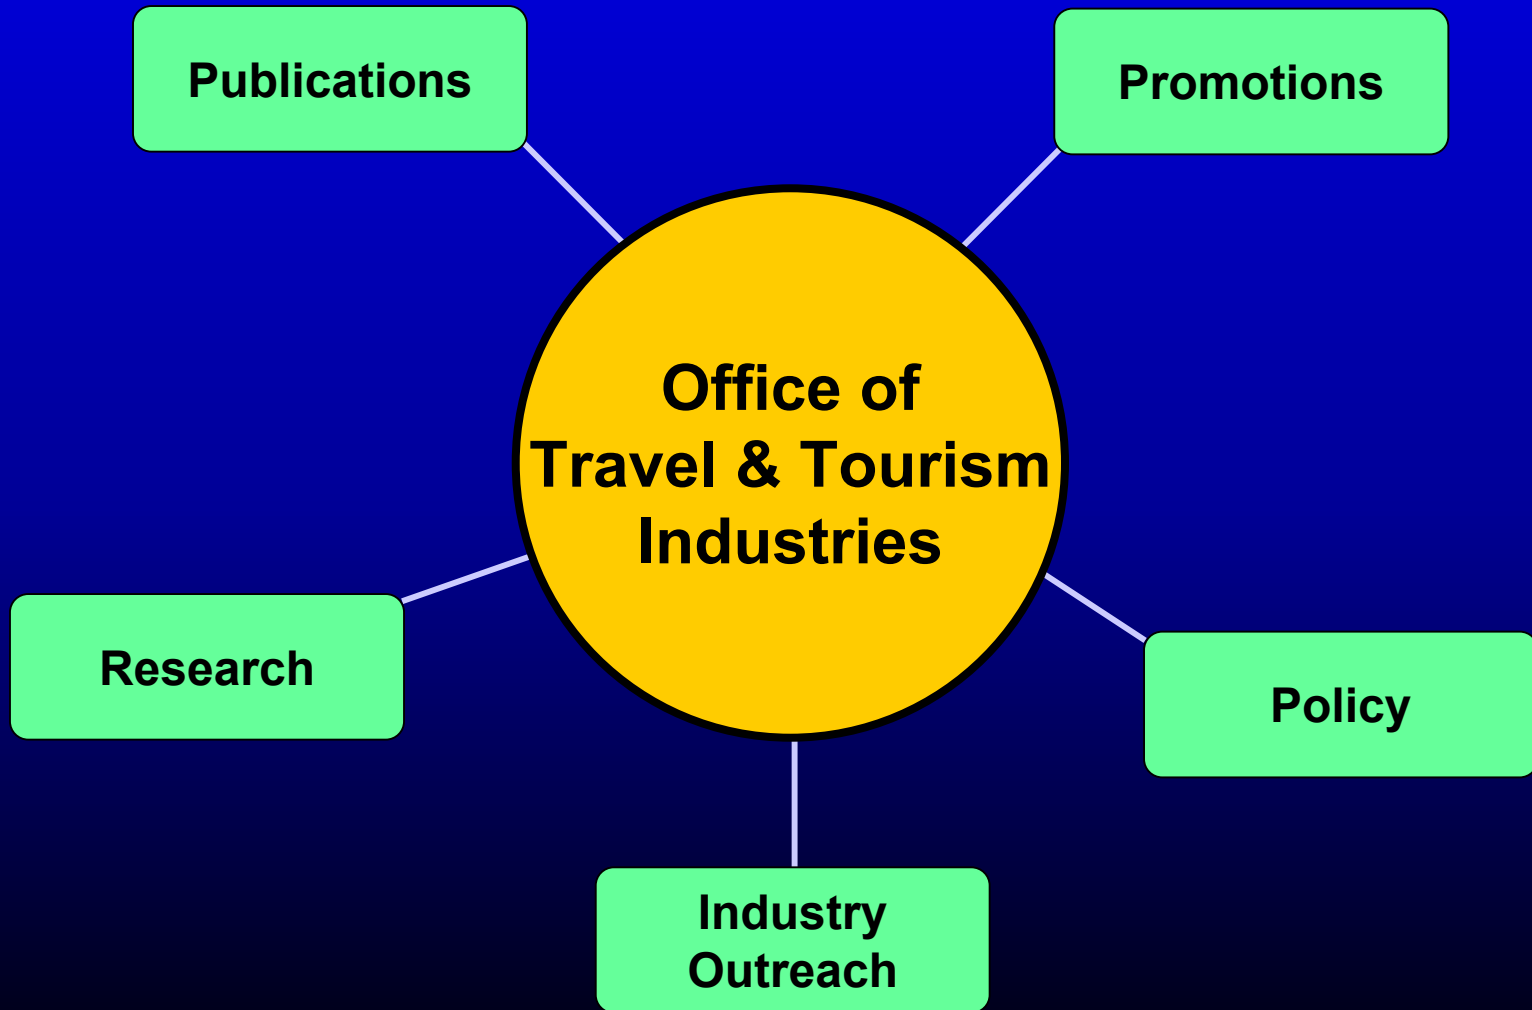 Publications
Promotions
Office of
Travel & Tourism
Industries
Research
Policy
Industry
Outreach